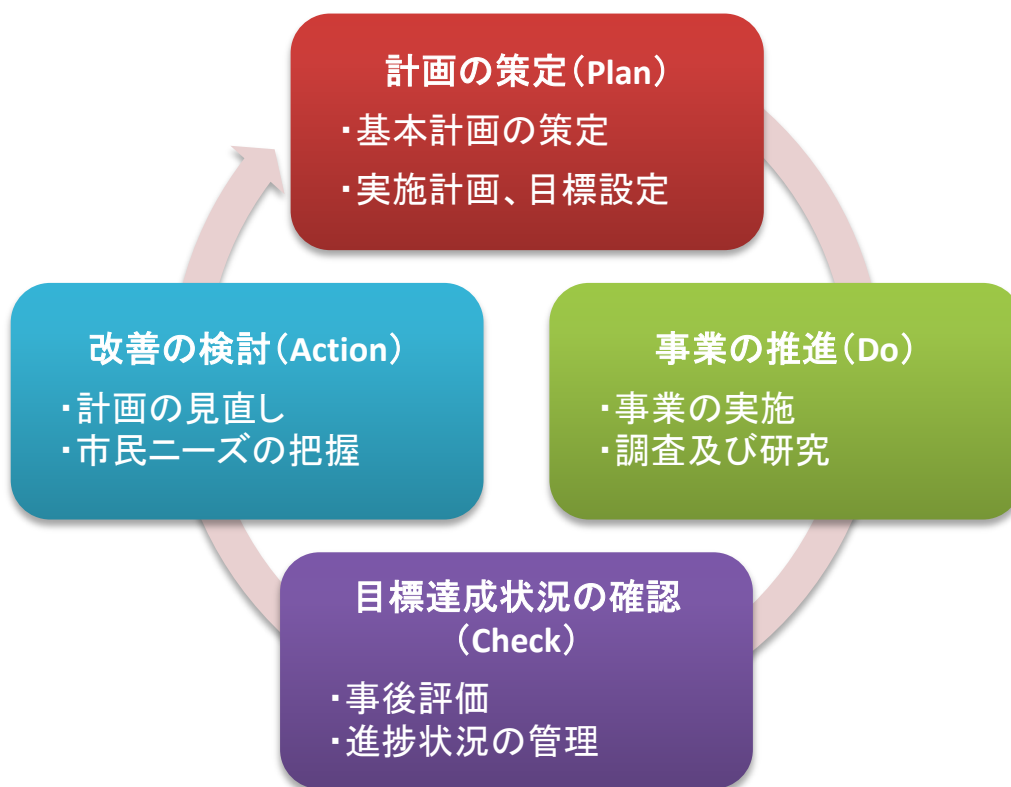 計画の策定（Plan）
・基本計画の策定
・実施計画、目標設定
改善の検討（Action）
・計画の見直し
・市民ニーズの把握
事業の推進（Do）
・事業の実施
・調査及び研究
目標達成状況の確認
（Check）
・事後評価
・進捗状況の管理